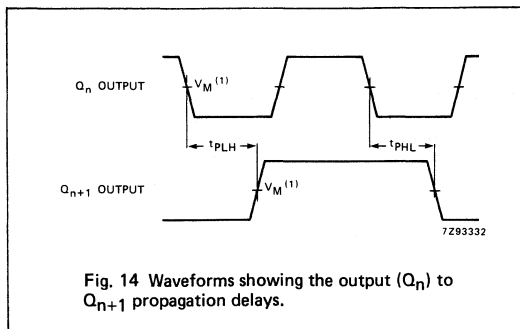 Qn OUTPUT
VM (1)
tPLH
tPHL
Qn+1 OUTPUT
VM (1)
7Z93332
Fig. 14 Waveforms showing the output (Qn) to
Qn+1 propagation delays.